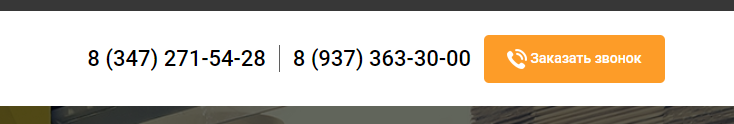 8 (347) 271-54-28 8 (937) 363-30-00 Заказать звонок